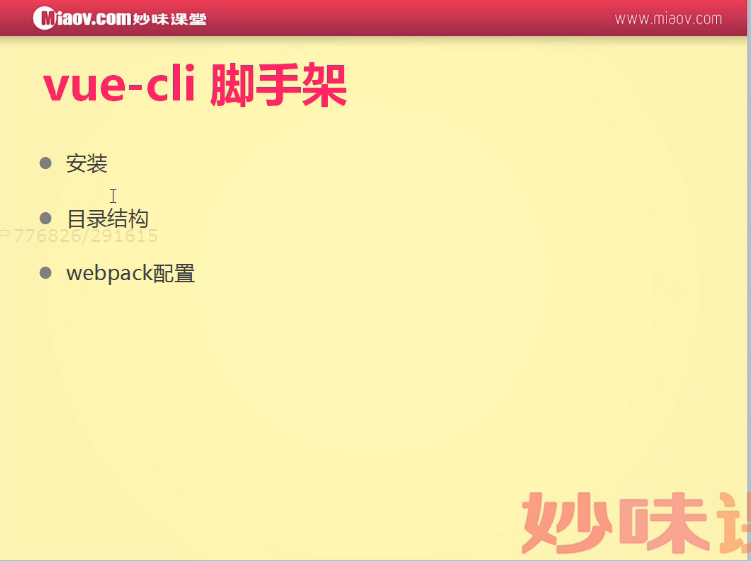 Miaov.com妙味课堂
www.miaov.com
vue-cli 脚手架
安装
目录结构
户776826/291615
webpack配置
妙味课